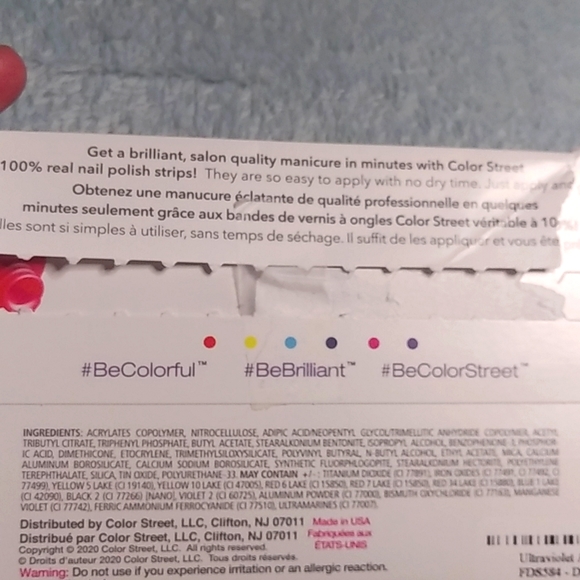 Get a brilliant, salon quality manicure in minutes with Color Street
100% real nail polish strips! They are so easy to apply with no dry time. Just apply and
Obtenez une manucure éclatante de qualité professionnelle en quelques
minutes seulement grâce aux bandes de vernis à ongles Color Street véritable à 10
lles sont si simples à utiliser, sans temps de séchage. Il suffit de les appliquer et vous ête
#BeColorful™ #BeBrilliant™ #BeColorStreet™
INGREDIENTS: ACRYLATES COPOLYMER, NITROCELLULOSE, ADIPIC ACID/NEOPENTYL GLYCOL/TRIMELLITIC ANHYDRIDE COPOLYMER, ACETYL
TRIBUTYL CITRATE, TRIPHENYL PHOSPHATE, BUTYL ACETATE, STEARALKONIUM BENTONITE, ISOPROPYL ALCOHOL, BENZOPHENONE-1, PHOSPHOR-
IC ACID, DIMETHICONE, ETOCRYLENE, TRIMETHYLSILOXYSILICATE, POLYVINYL BUTYRAL, N-BUTYL ALCOHOL, ETHYL ACETATE, MICA, CALCIUM
ALUMINUM BOROSILICATE, CALCIUM SODIUM BOROSILICATE, SYNTHETIC FLUORPHLOGOPITE, STEARALKONIUM HECTORITE, POLYETHYLENE
TEREPHTHALATE, SILICA, TIN OXIDE, POLYURETHANE-33. MAY CONTAIN +/-: TITANIUM DIOXIDE (CI 77891), IRON OXIDES (CI 77491, CI 77492, CI
77499), YELLOW 5 LAKE (CI 19140), YELLOW 10 LAKE (CI 47005), RED 6 LAKE (CI 15850), RED 7 LAKE (CI 15850), RED 34 LAKE (CI 15880), BLUE 1 LAKE
(CI 42090), BLACK 2 (CI 77266) [NANO], VIOLET 2 (CI 60725), ALUMINUM POWDER (CI 77000), BISMUTH OXYCHLORIDE (CI 77163), MANGANESE
VIOLET (CI 77742), FERRIC AMMONIUM FERROCYANIDE (CI 77510), ULTRAMARINES (CI 77007).
Distributed by Color Street, LLC, Clifton, NJ 07011 Made in USA
Distribué par Color Street, LLC, Clifton, NJ 07011 Fabriquées aux
ÉTATS-UNIS
Copyright © 2020 Color Street, LLC. All rights reserved.
© Droits d'auteur 2020 Color Street, LLC. Tous droits réservés.
Warning: Do not use if you experience irritation or an allergic reaction.
Ultraviolet
FDS584 - D